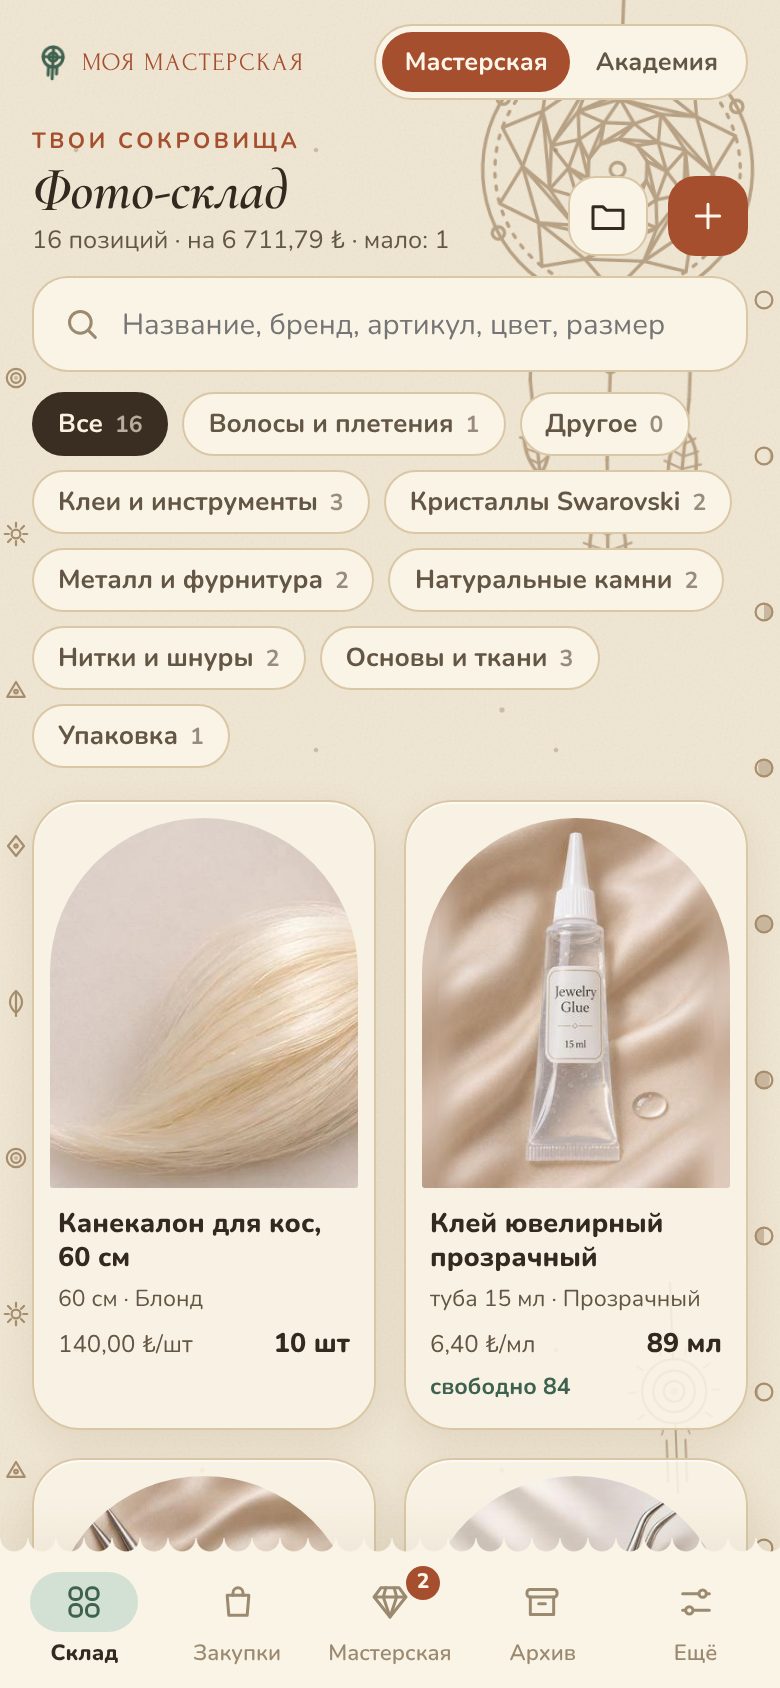 МОЯ МАСТЕРСКАЯ
Мастерская Академия
ТВОИ СОКРОВИЩА
Фото-склад
16 позиций · на 6 711,79 ₺ · мало: 1
Название, бренд, артикул, цвет, размер
Все 16 Волосы и плетения 1 Другое 0
Клеи и инструменты 3 Кристаллы Swarovski 2
Металл и фурнитура 2 Натуральные камни 2
Нитки и шнуры 2 Основы и ткани 3
Упаковка 1
Jewelry
Glue
15 ml
Канекалон для кос,
60 см
60 см · Блонд
140,00 ₺/шт 10 шт
Клей ювелирный
прозрачный
туба 15 мл · Прозрачный
6,40 ₺/мл 89 мл
свободно 84
2
Склад Закупки Мастерская Архив Ещё